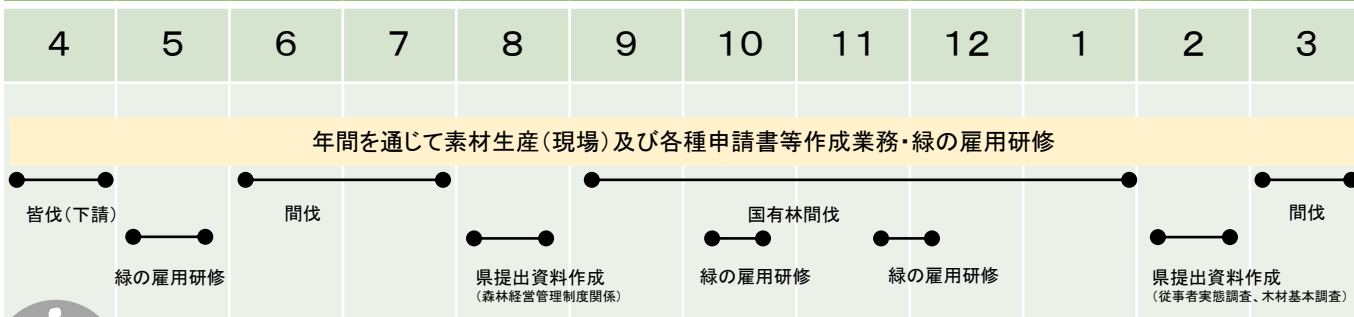 4 5 6 7 8 9 10 11 12 1 2 3
年間を通じて素材生産（現場）及び各種申請書等作成業務・緑の雇用研修
皆伐（下請） 間伐 国有林間伐 間伐
緑の雇用研修 県提出資料作成 緑の雇用研修 緑の雇用研修 県提出資料作成
（森林経営管理制度関係） （従事者実態調査、木材基本調査）